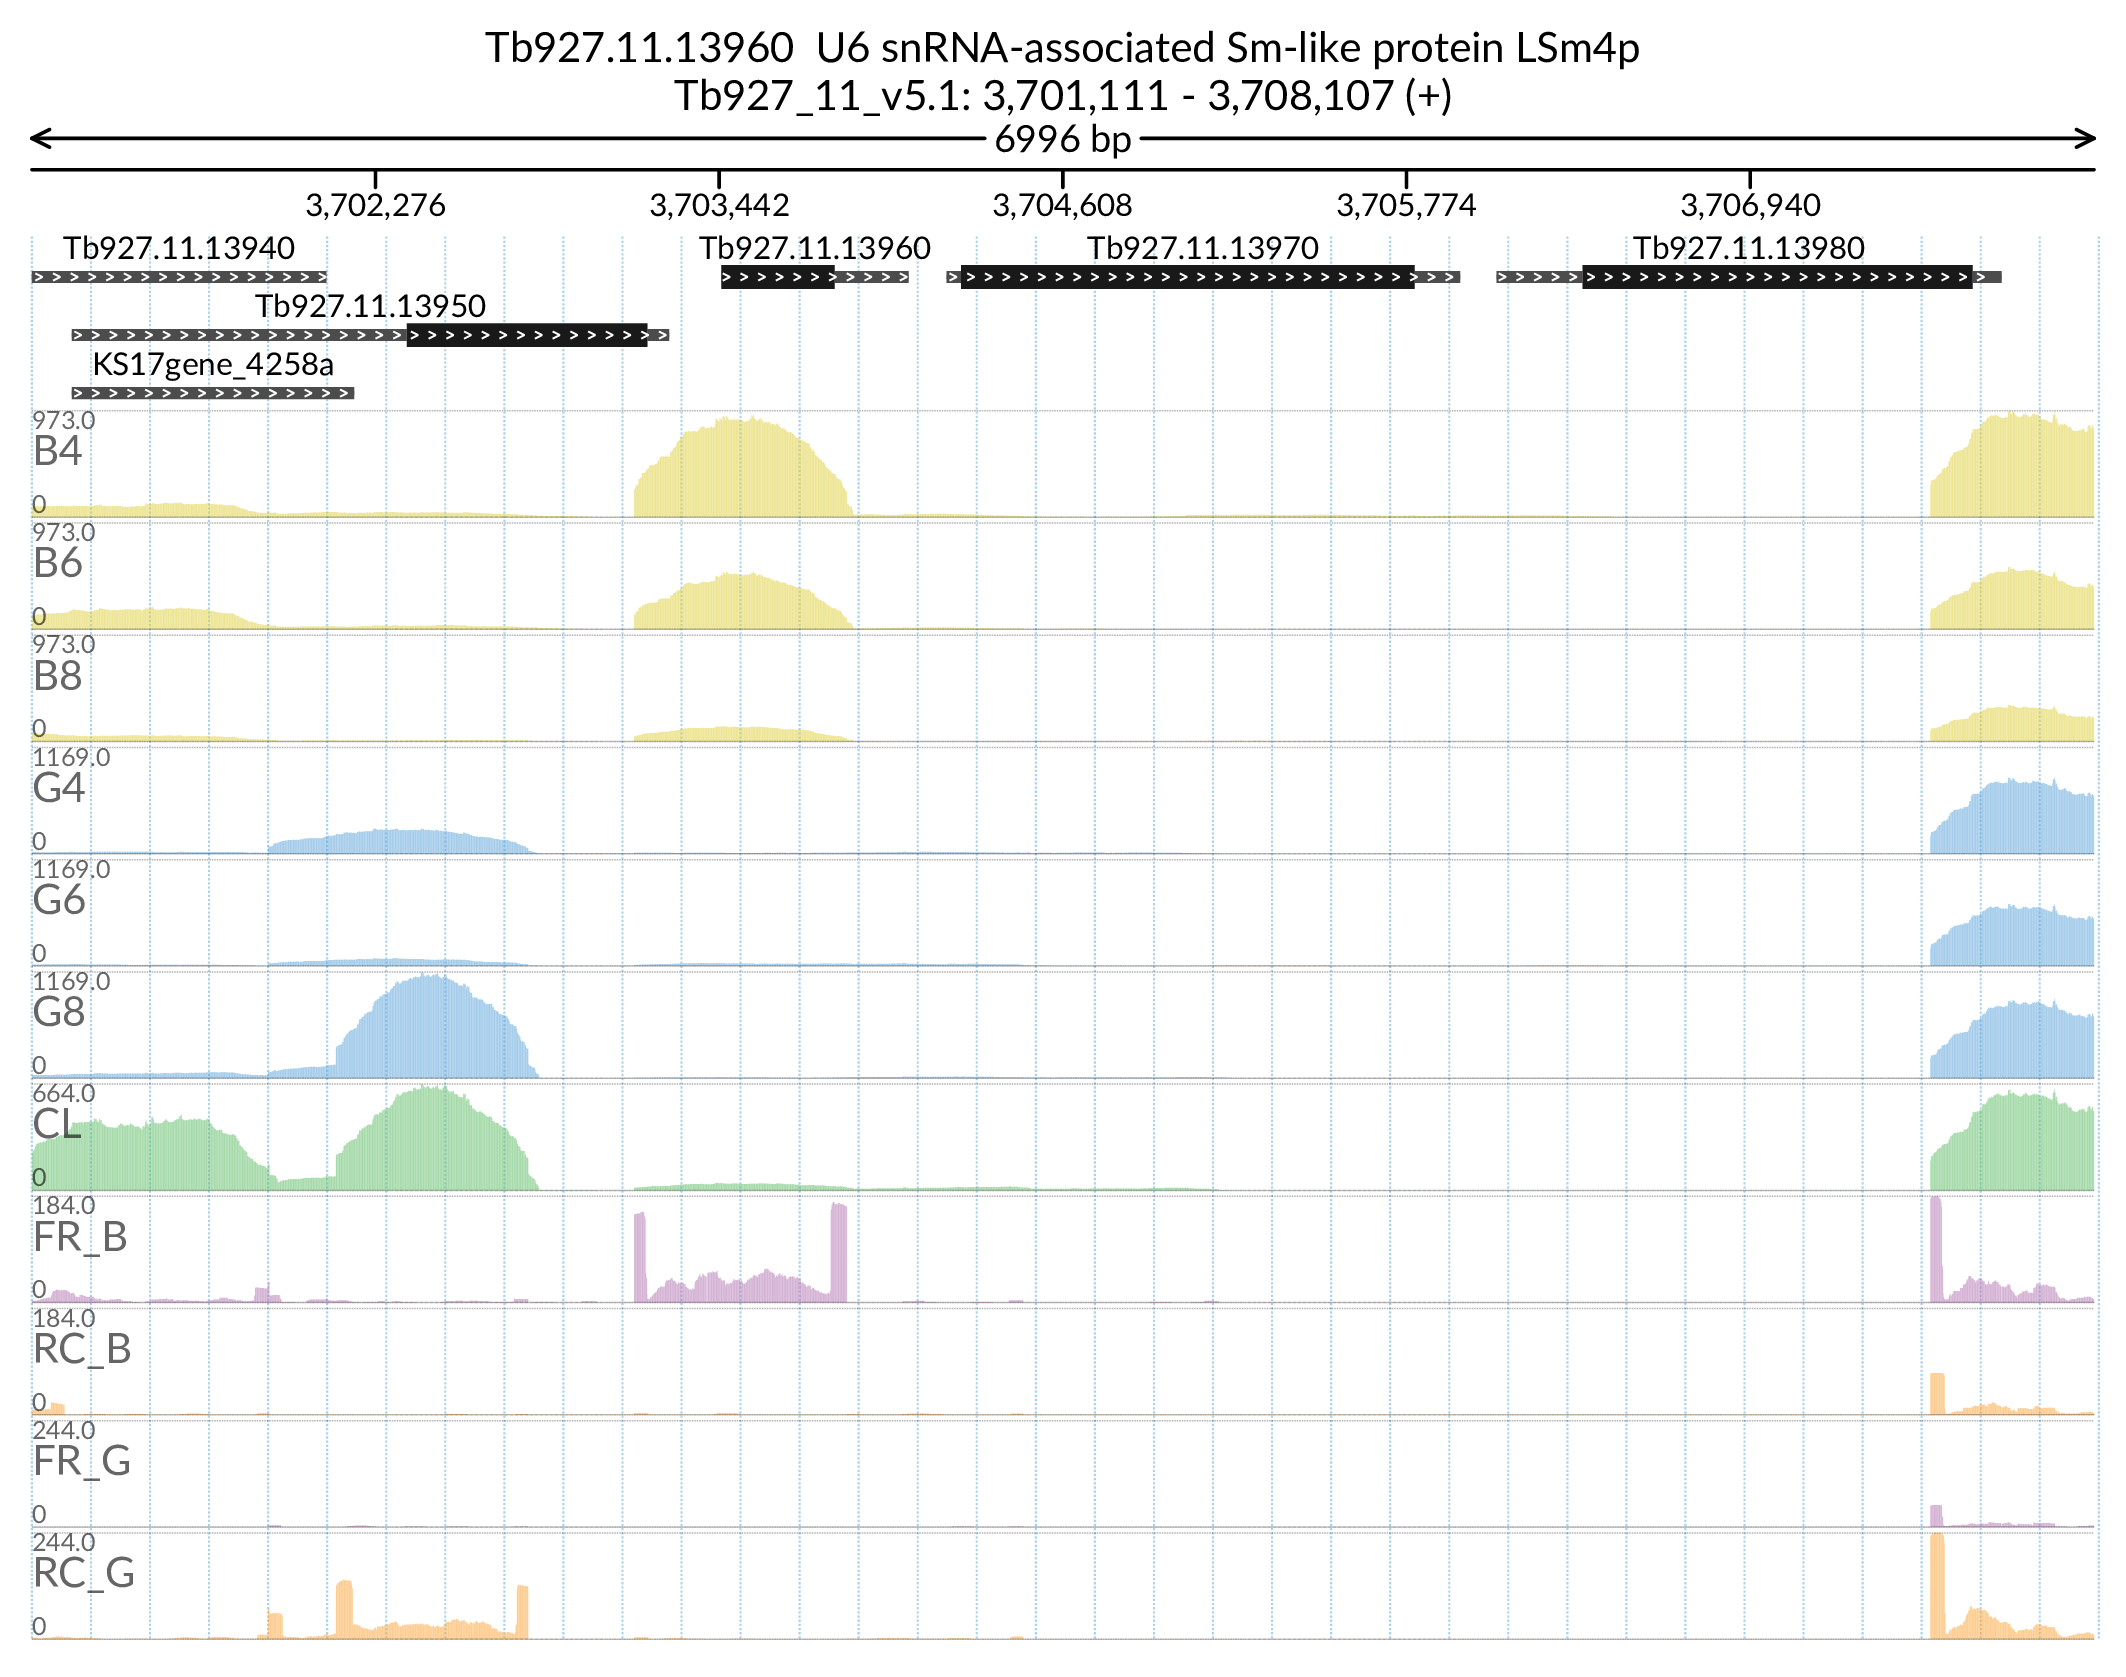 Tb927.11.13960  U6 snRNA-associated Sm-like protein LSm4p
Tb927_11_v5.1: 3,701,111 - 3,708,107 (+)
6996 bp
3,702,276 3,703,442 3,704,608 3,705,774 3,706,940
Tb927.11.13940 Tb927.11.13960 Tb927.11.13970 Tb927.11.13980
Tb927.11.13950
KS17gene_4258a
973.0
B4
0
973.0
B6
0
973.0
B8
0
1169.0
G4
0
1169.0
G6
0
1169.0
G8
0
664.0
CL
0
184.0
FR_B
0
184.0
RC_B
0
244.0
FR_G
0
244.0
RC_G
0